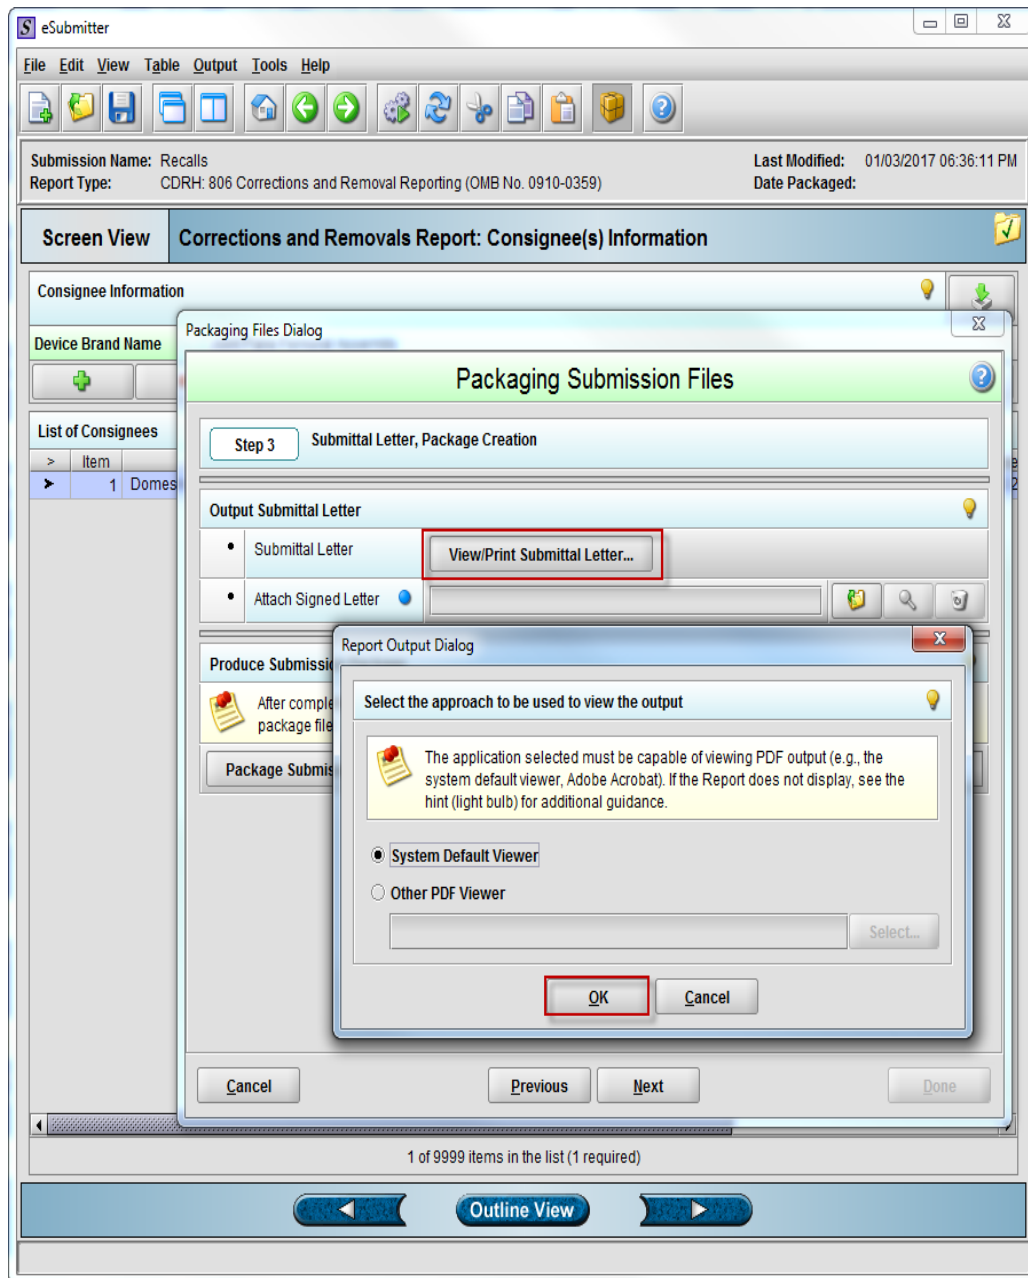 eSubmitter
File Edit View Table Output Tools Help
Submission Name: Recalls
Last Modified: 01/03/2017 06:36:11 PM
Report Type: CDRH: 806 Corrections and Removal Reporting (OMB No. 0910-0359)
Date Packaged:
Screen View
Corrections and Removals Report: Consignee(s) Information
Consignee Information
Packaging Files Dialog
Device Brand Name
Packaging Submission Files
List of Consignees
Step 3
Submittal Letter, Package Creation
> Item
> 1 Domes
Output Submittal Letter
• Submittal Letter
View/Print Submittal Letter...
• Attach Signed Letter
Report Output Dialog
Produce Submissi
After comple
package file
Package Submis
Select the approach to be used to view the output
The application selected must be capable of viewing PDF output (e.g., the
system default viewer, Adobe Acrobat). If the Report does not display, see the
hint (light bulb) for additional guidance.
System Default Viewer
Other PDF Viewer
Select...
OK Cancel
Cancel Previous Next Done
1 of 9999 items in the list (1 required)
Outline View